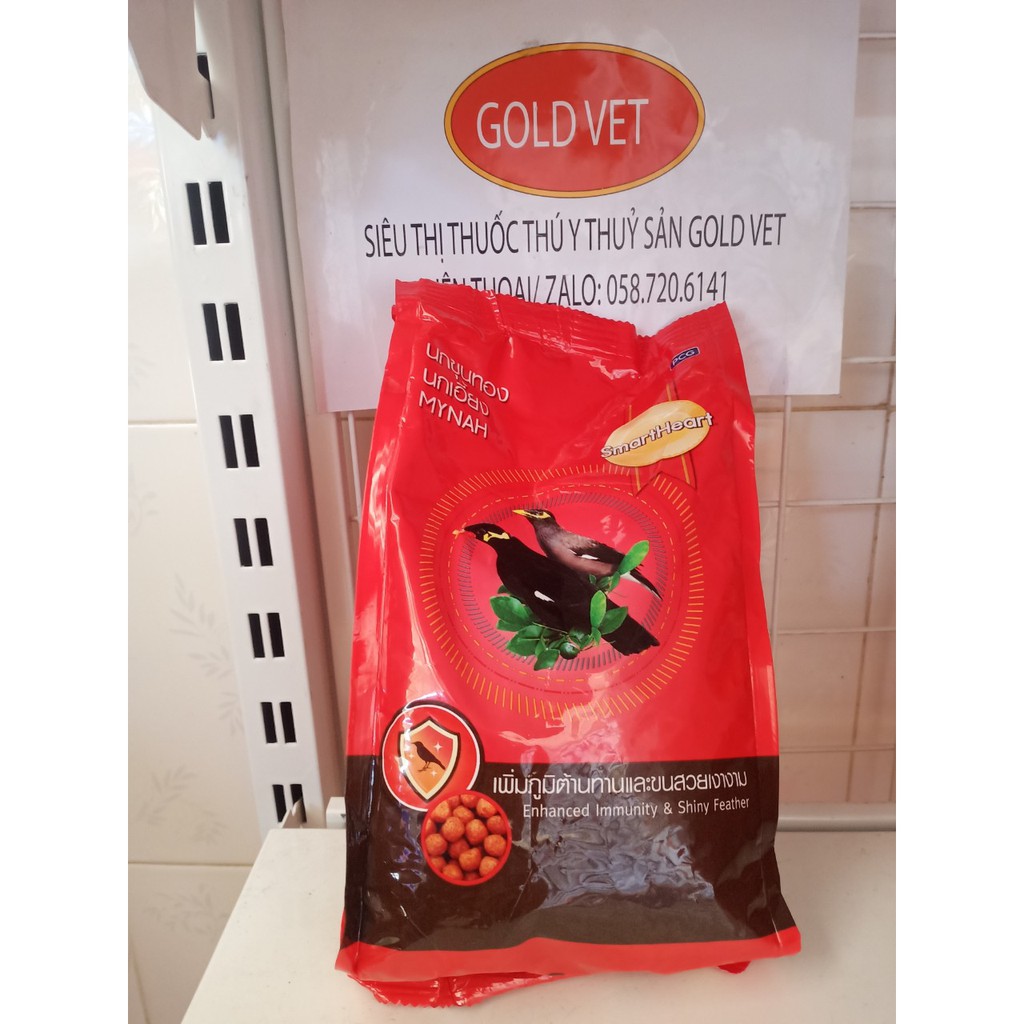 GOLD VET
SIÊU THỊ THUỐC THÚ Y THUỶ SẢN GOLD VET
ZALO: 058.720.6141
นกขุนทอง
นกเอี้ยง
MYNAH
PCG
SmartHeart
เพิ่มภูมิต้านทานและขนสวยเงางาม
Enhanced Immunity & Shiny Feather